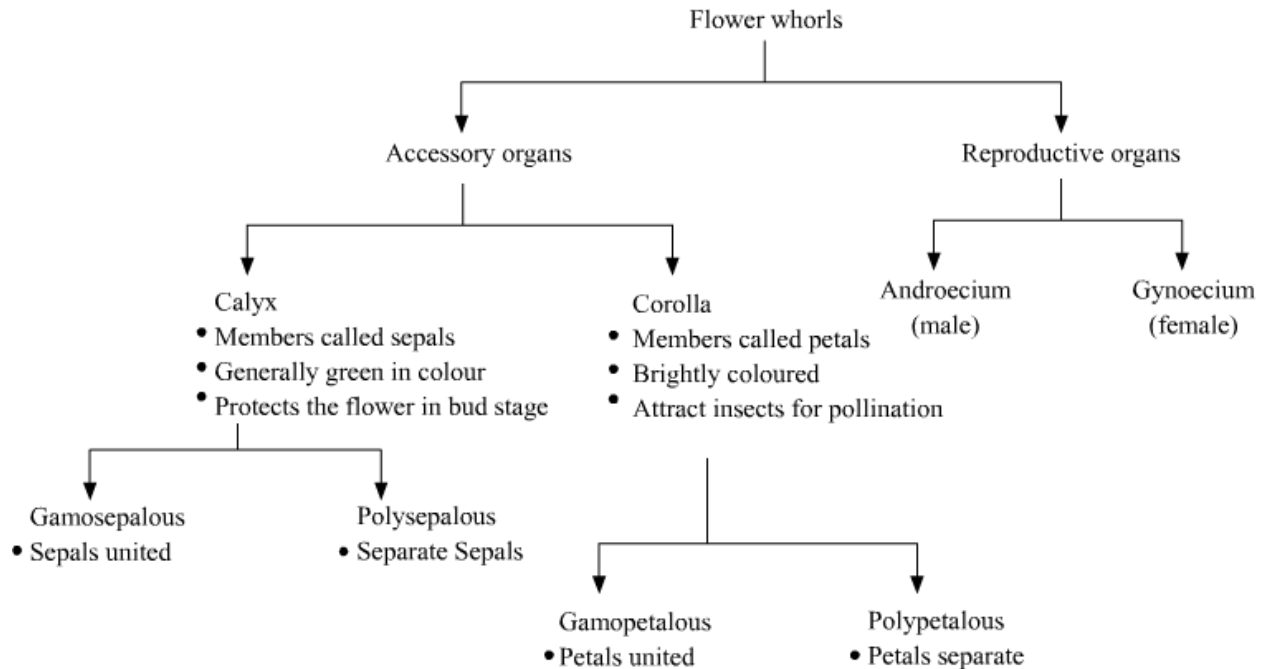 Flower whorls
Accessory organs
Reproductive organs
Calyx
• Members called sepals
• Generally green in colour
• Protects the flower in bud stage
Corolla
• Members called petals
• Brightly coloured
• Attract insects for pollination
Androecium
(male)
Gynoecium
(female)
Gamosepalous
• Sepals united
Polysepalous
• Separate Sepals
Gamopetalous
• Petals united
Polypetalous
• Petals separate